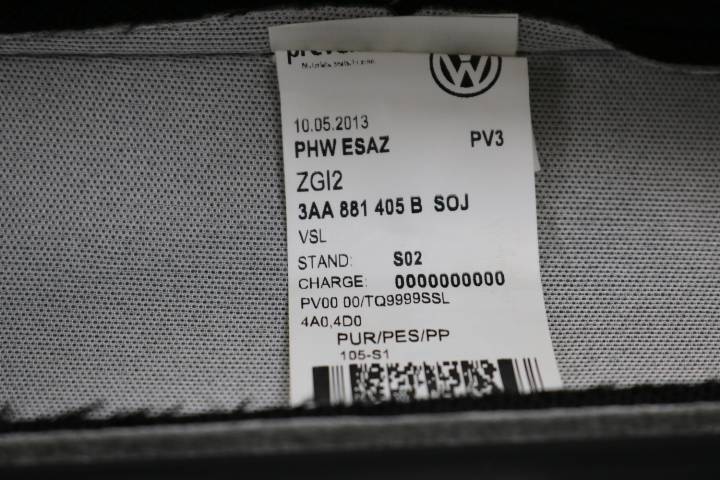 10.05.2013
PHW ESAZ PV3
ZGI2
3AA 881 405 B SOJ
VSL
STAND: S02
CHARGE: 0000000000
PV00 00/TQ9999SSL
4A0,4D0
PUR/PES/PP
105-S1